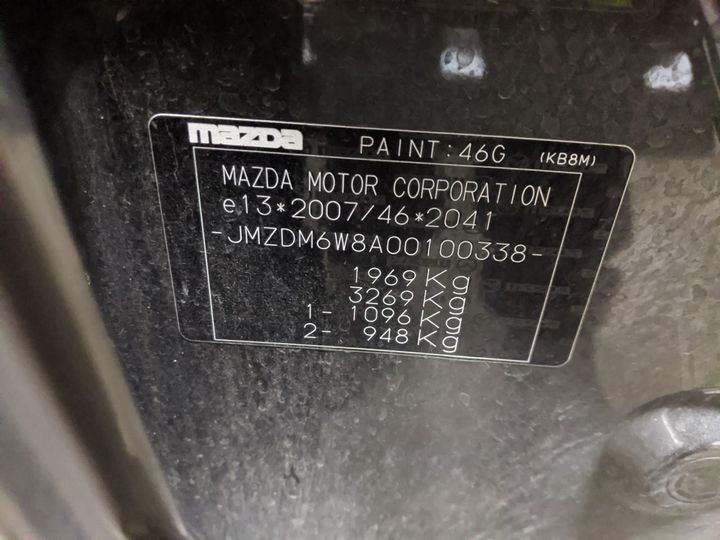 mazda PAINT:46G (KB8M)
MAZDA MOTOR CORPORATION
e13*2007/46*2041
-JMZDM6W8A00100338-
1969Kg
3269Kg
1- 1096Kg
2- 948Kg